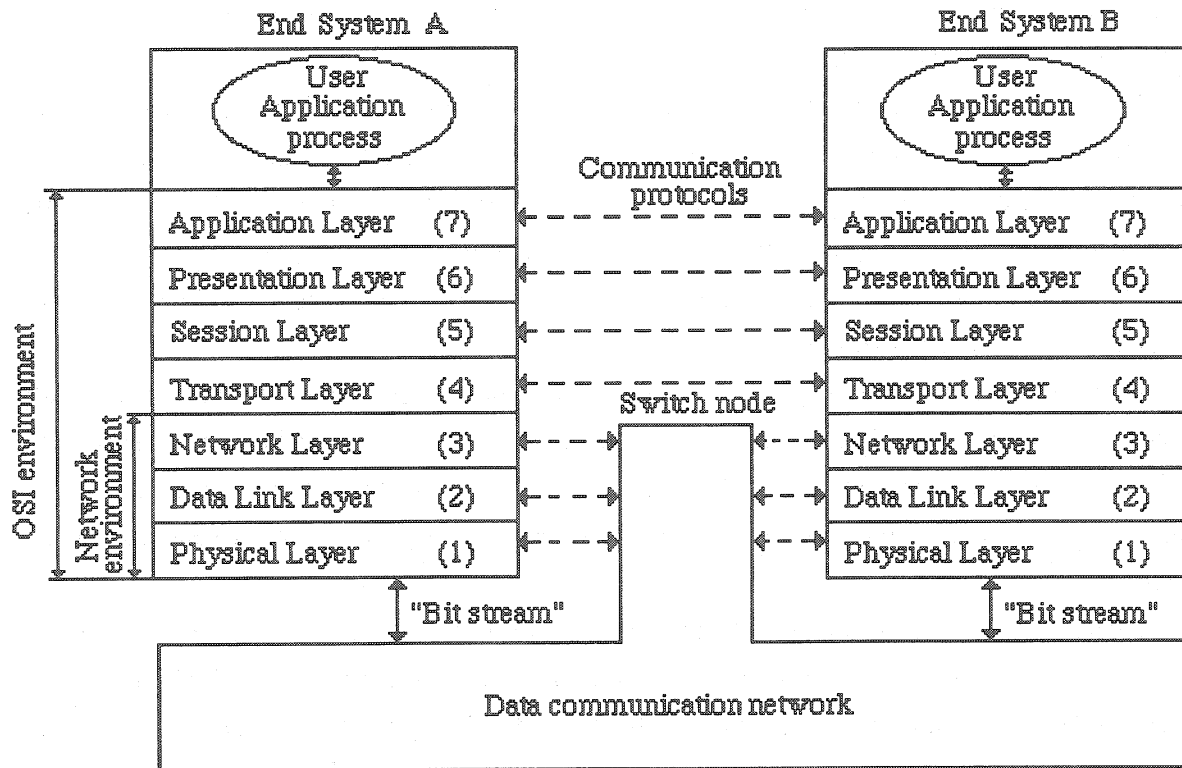 End System A
End System B
User
Application
process
User
Application
process
Communication
protocols
Application Layer (7)
Application Layer (7)
Presentation Layer (6)
Presentation Layer (6)
Session Layer (5)
Session Layer (5)
Transport Layer (4)
Transport Layer (4)
Switch node
Network Layer (3)
Network Layer (3)
Data Link Layer (2)
Data Link Layer (2)
Physical Layer (1)
Physical Layer (1)
OSI environment
Network
environment
"Bit stream"
"Bit stream"
Data communication network